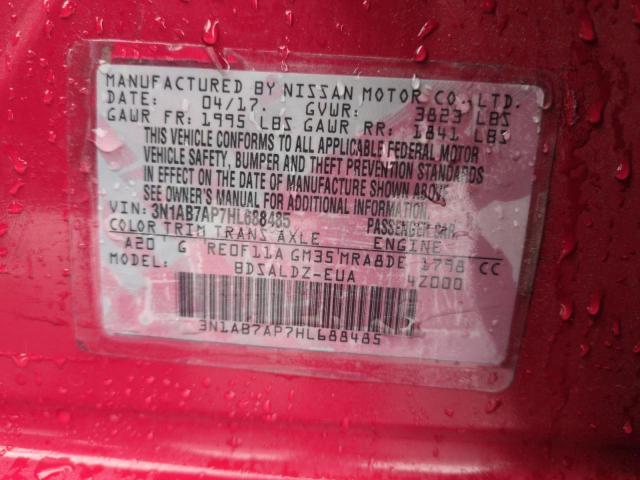 MANUFACTURED BY NISSAN MOTOR CO., LTD.
DATE: 04/17. GVWR: 3823 LBS
GAWR FR: 1995 LBS GAWR RR: 1841 LBS
THIS VEHICLE CONFORMS TO ALL APPLICABLE FEDERAL MOTOR
VEHICLE SAFETY, BUMPER AND THEFT PREVENTION STANDARDS
IN EFFECT ON THE DATE OF MANUFACTURE SHOWN ABOVE.
SEE OWNER'S MANUAL FOR ADDITIONAL INFORMATION.
VIN: 3N1AB7AP7HL688485 PASSENGER CAR
COLOR TRIM TRANS. AXLE ENGINE
A20 G RE0F11A GM35 MRA8DE 1798 CC
MODEL: BDSALDZ-EUA 4Z000
3N1AB7AP7HL688485